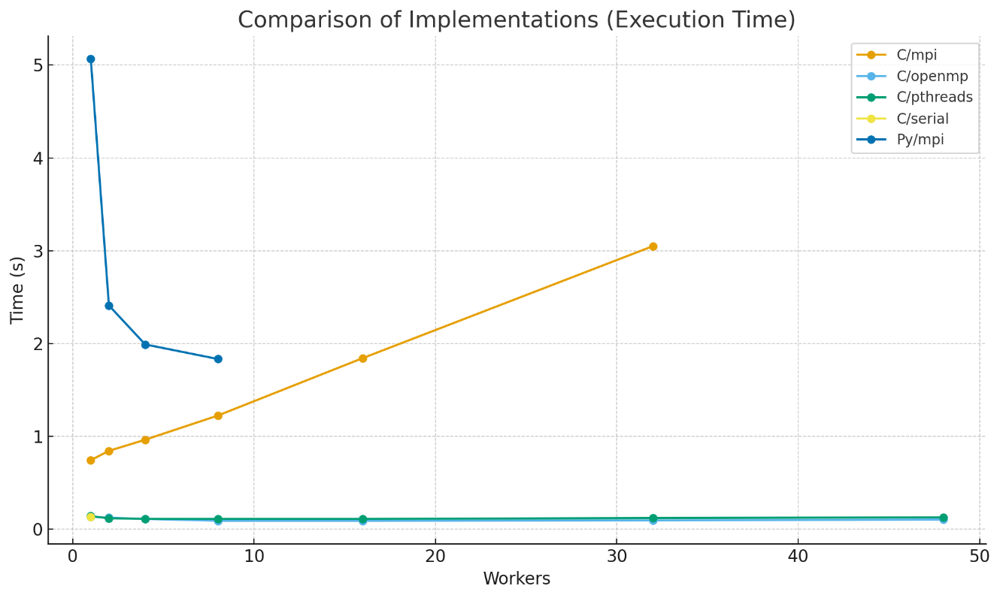 Comparison of Implementations (Execution Time)
C/mpi
C/openmp
C/pthreads
C/serial
Py/mpi
Time (s)
5
4
3
2
1
0
0 10 20 30 40 50
Workers